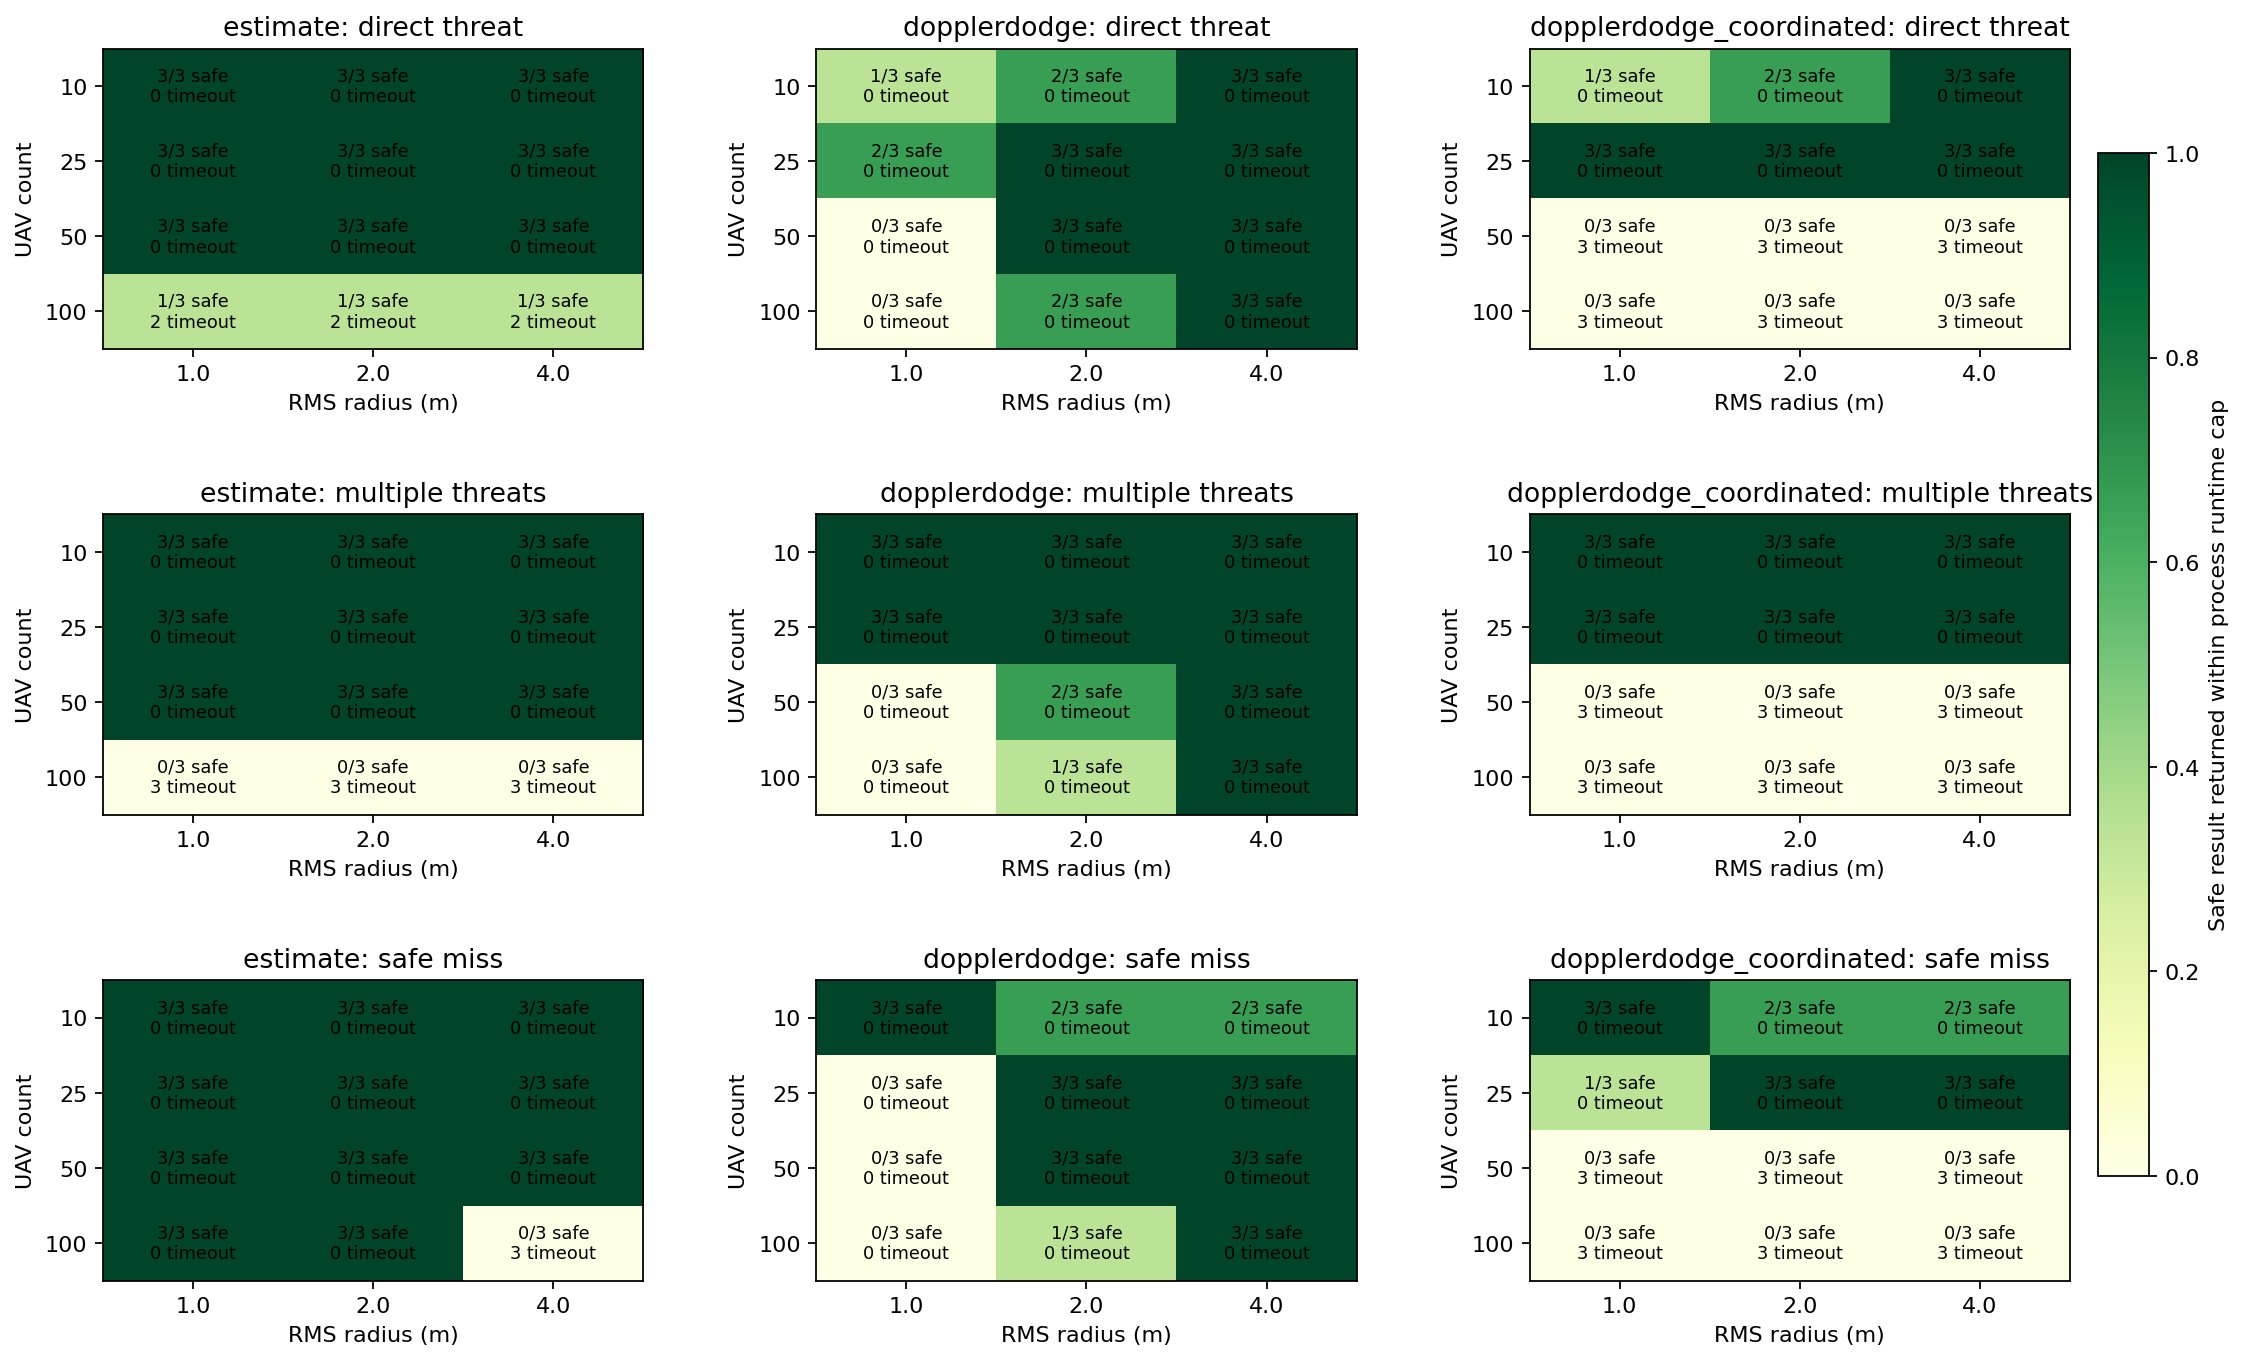 estimate: direct threat
10
25
50
100
UAV count
3/3 safe
0 timeout
3/3 safe
0 timeout
3/3 safe
0 timeout
3/3 safe
0 timeout
3/3 safe
0 timeout
3/3 safe
0 timeout
3/3 safe
0 timeout
3/3 safe
0 timeout
3/3 safe
0 timeout
1/3 safe
2 timeout
1/3 safe
2 timeout
1/3 safe
2 timeout
1.0
2.0
4.0
RMS radius (m)
dopplerdodge: direct threat
10
25
50
100
UAV count
1/3 safe
0 timeout
2/3 safe
0 timeout
3/3 safe
0 timeout
2/3 safe
0 timeout
3/3 safe
0 timeout
3/3 safe
0 timeout
0/3 safe
0 timeout
3/3 safe
0 timeout
3/3 safe
0 timeout
0/3 safe
0 timeout
2/3 safe
0 timeout
3/3 safe
0 timeout
1.0
2.0
4.0
RMS radius (m)
dopplerdodge_coordinated: direct threat
10
25
50
100
UAV count
1/3 safe
0 timeout
2/3 safe
0 timeout
3/3 safe
0 timeout
3/3 safe
0 timeout
3/3 safe
0 timeout
3/3 safe
0 timeout
0/3 safe
3 timeout
0/3 safe
3 timeout
0/3 safe
3 timeout
0/3 safe
3 timeout
0/3 safe
3 timeout
0/3 safe
3 timeout
1.0
2.0
4.0
RMS radius (m)
estimate: multiple threats
10
25
50
100
UAV count
3/3 safe
0 timeout
3/3 safe
0 timeout
3/3 safe
0 timeout
3/3 safe
0 timeout
3/3 safe
0 timeout
3/3 safe
0 timeout
3/3 safe
0 timeout
3/3 safe
0 timeout
3/3 safe
0 timeout
0/3 safe
3 timeout
0/3 safe
3 timeout
0/3 safe
3 timeout
1.0
2.0
4.0
RMS radius (m)
dopplerdodge: multiple threats
10
25
50
100
UAV count
3/3 safe
0 timeout
3/3 safe
0 timeout
3/3 safe
0 timeout
3/3 safe
0 timeout
3/3 safe
0 timeout
3/3 safe
0 timeout
0/3 safe
0 timeout
2/3 safe
0 timeout
3/3 safe
0 timeout
0/3 safe
0 timeout
1/3 safe
0 timeout
3/3 safe
0 timeout
1.0
2.0
4.0
RMS radius (m)
dopplerdodge_coordinated: multiple threats
10
25
50
100
UAV count
3/3 safe
0 timeout
3/3 safe
0 timeout
3/3 safe
0 timeout
3/3 safe
0 timeout
3/3 safe
0 timeout
3/3 safe
0 timeout
0/3 safe
3 timeout
0/3 safe
3 timeout
0/3 safe
3 timeout
0/3 safe
3 timeout
0/3 safe
3 timeout
0/3 safe
3 timeout
1.0
2.0
4.0
RMS radius (m)
estimate: safe miss
10
25
50
100
UAV count
3/3 safe
0 timeout
3/3 safe
0 timeout
3/3 safe
0 timeout
3/3 safe
0 timeout
3/3 safe
0 timeout
3/3 safe
0 timeout
3/3 safe
0 timeout
3/3 safe
0 timeout
3/3 safe
0 timeout
3/3 safe
0 timeout
3/3 safe
0 timeout
0/3 safe
3 timeout
1.0
2.0
4.0
RMS radius (m)
dopplerdodge: safe miss
10
25
50
100
UAV count
3/3 safe
0 timeout
2/3 safe
0 timeout
2/3 safe
0 timeout
0/3 safe
0 timeout
3/3 safe
0 timeout
3/3 safe
0 timeout
0/3 safe
0 timeout
3/3 safe
0 timeout
3/3 safe
0 timeout
0/3 safe
0 timeout
1/3 safe
0 timeout
3/3 safe
0 timeout
1.0
2.0
4.0
RMS radius (m)
dopplerdodge_coordinated: safe miss
10
25
50
100
UAV count
3/3 safe
0 timeout
2/3 safe
0 timeout
2/3 safe
0 timeout
1/3 safe
0 timeout
3/3 safe
0 timeout
3/3 safe
0 timeout
0/3 safe
3 timeout
0/3 safe
3 timeout
0/3 safe
3 timeout
0/3 safe
3 timeout
0/3 safe
3 timeout
0/3 safe
3 timeout
1.0
2.0
4.0
RMS radius (m)
1.0
0.8
0.6
0.4
0.2
0.0
Safe result returned within process runtime cap